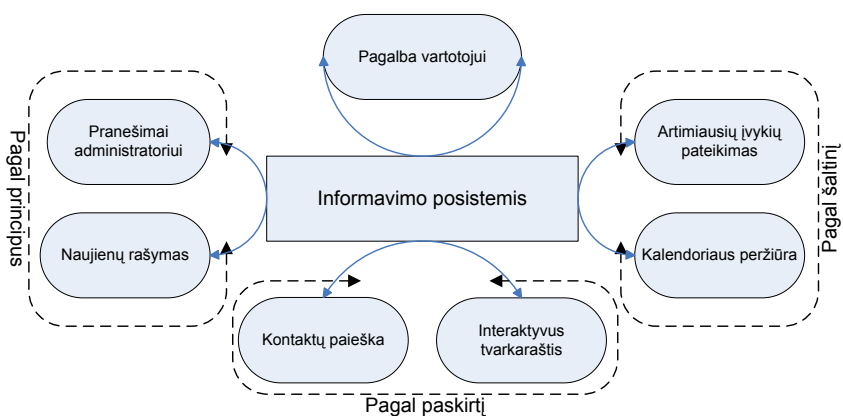 Pagalba vartotojui
Pagal principus
Pranešimai
administratoriui
Naujienų rašymas
Informavimo posistemis
Artimiausių įvykių
pateikimas
Kalendoriaus peržiūra
Pagal šaltinį
Kontaktų paieška
Interaktyvus
tvarkaraštis
Pagal paskirtį